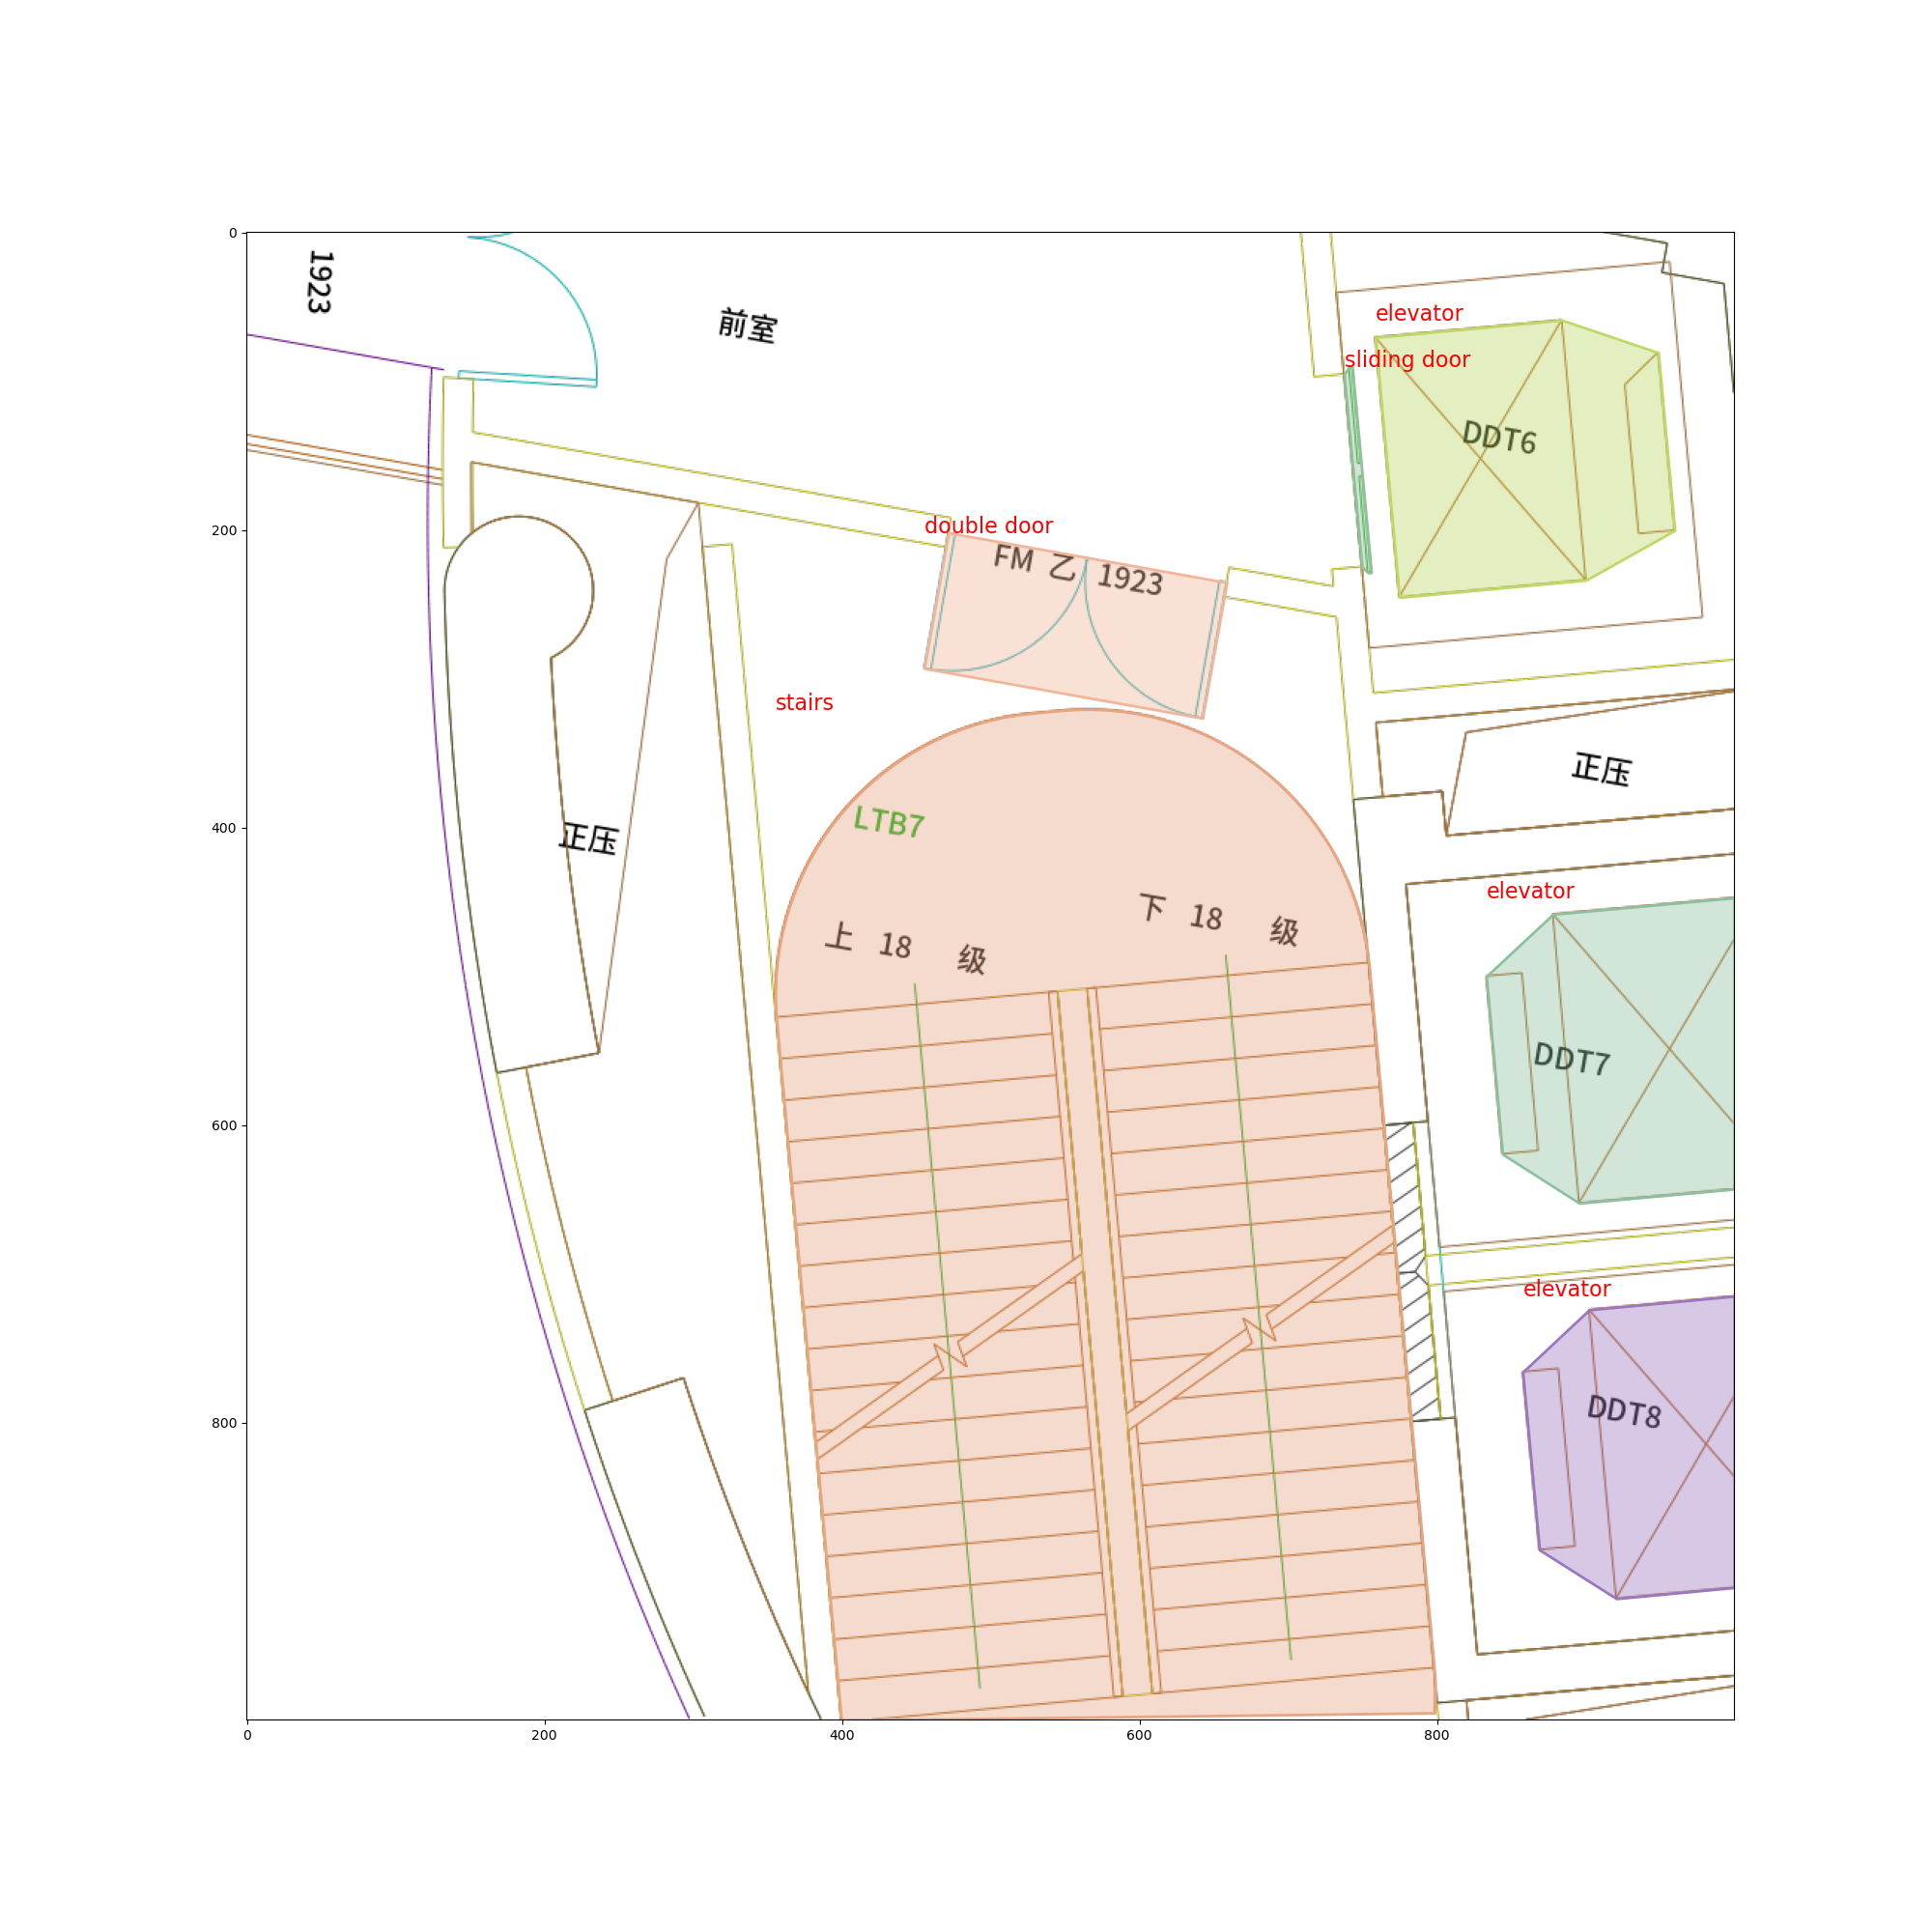 0
1923
前室
elevator
sliding door
DDT6
200
double door
FM 乙 1923
stairs
正压
400
LTB7
正压
elevator
下 18 级
上 18 级
DDT7
600
elevator
DDT8
800
0 200 400 600 800